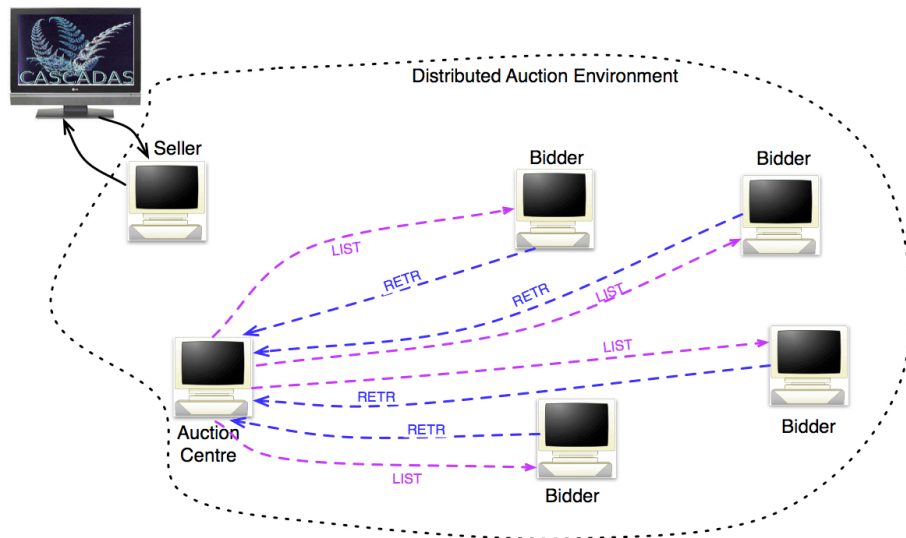 CASCADAS
Distributed Auction Environment
Seller
Bidder
Bidder
LIST
RETR
RETR
LIST
LIST
RETR
Bidder
Auction
Centre
RETR
LIST
Bidder